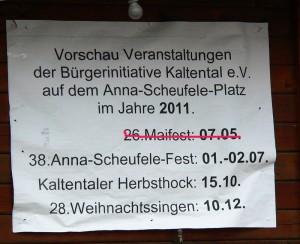 Vorschau Veranstaltungen
der Bürgerinitiative Kaltental e.V.
auf dem Anna-Scheufele-Platz
im Jahre 2011.
26.Maifest: 07.05.
38.Anna-Scheufele-Fest: 01.-02.07.
Kaltentaler Herbsthock: 15.10.
28.Weihnachtssingen: 10.12.